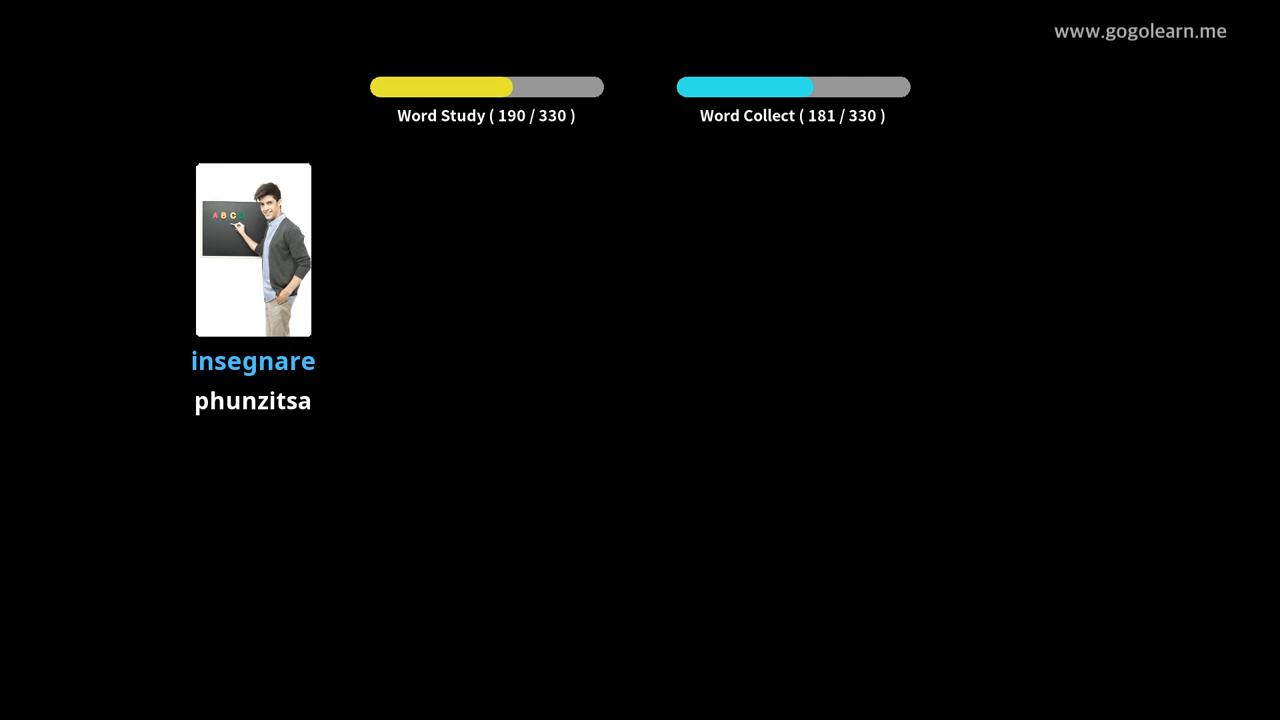 www.gogolearn.me
Word Study ( 190 / 330 )
Word Collect ( 181 / 330 )
A B C D
insegnare
phunzitsa